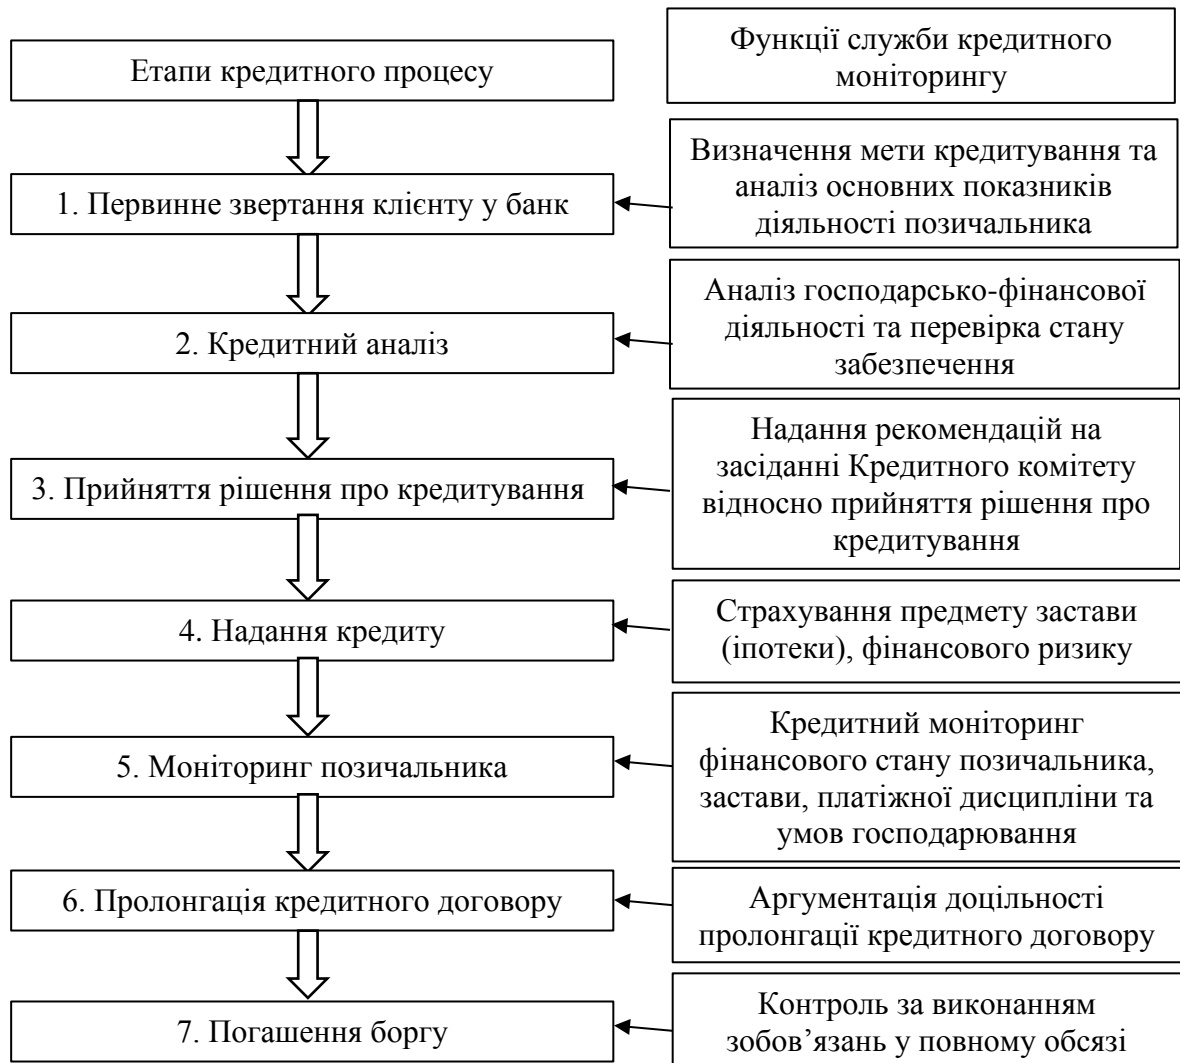 Етапи кредитного процесу
Функції служби кредитного
моніторингу
1. Первинне звертання клієнту у банк
Визначення мети кредитування та
аналіз основних показників
діяльності позичальника
2. Кредитний аналіз
Аналіз господарсько-фінансової
діяльності та перевірка стану
забезпечення
3. Прийняття рішення про кредитування
Надання рекомендацій на
засіданні Кредитного комітету
відносно прийняття рішення про
кредитування
4. Надання кредиту
Страхування предмету застави
(іпотеки), фінансового ризику
5. Моніторинг позичальника
Кредитний моніторинг
фінансового стану позичальника,
застави, платіжної дисципліни та
умов господарювання
6. Пролонгація кредитного договору
Аргументація доцільності
пролонгації кредитного договору
7. Погашення боргу
Контроль за виконанням
зобов’язань у повному обсязі